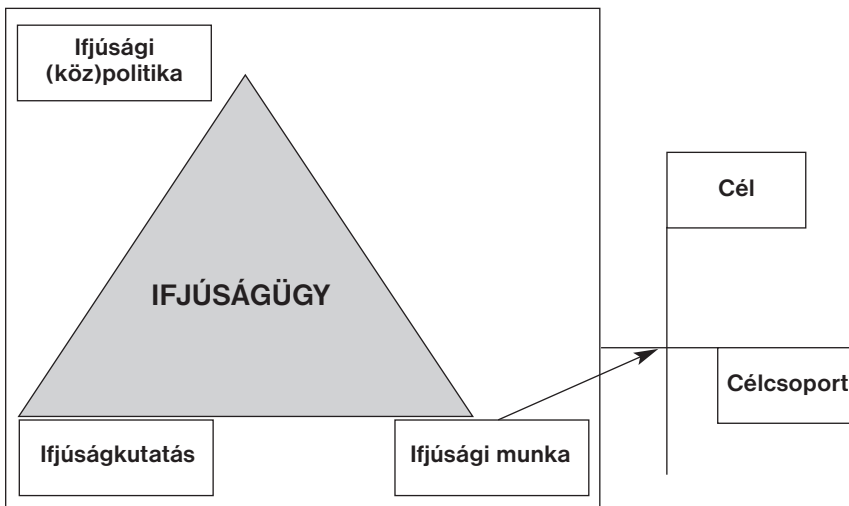 Ifjúsági
(köz)politika
Cél
IFJÚSÁGÜGY
Célcsoport
Ifjúságkutatás
Ifjúsági munka